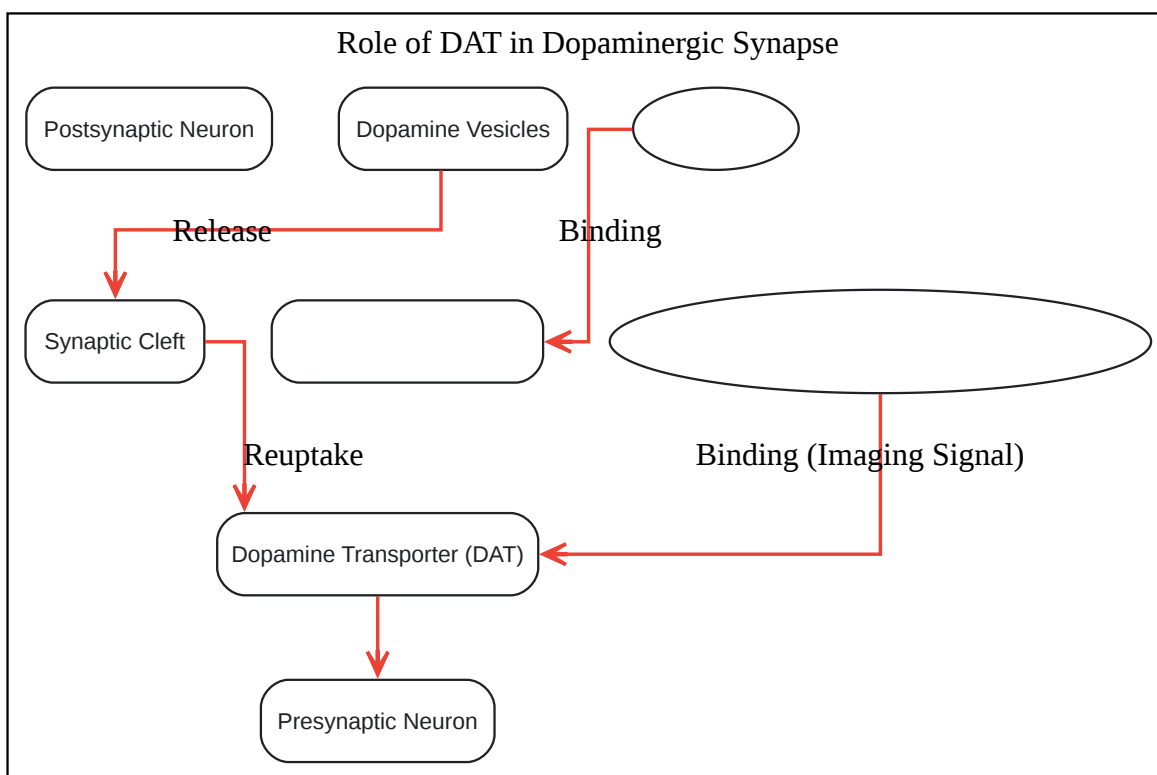 Role of DAT in Dopaminergic Synapse
Postsynaptic Neuron
Dopamine Vesicles
Release
Binding
Synaptic Cleft
Reuptake
Binding (Imaging Signal)
Dopamine Transporter (DAT)
Presynaptic Neuron